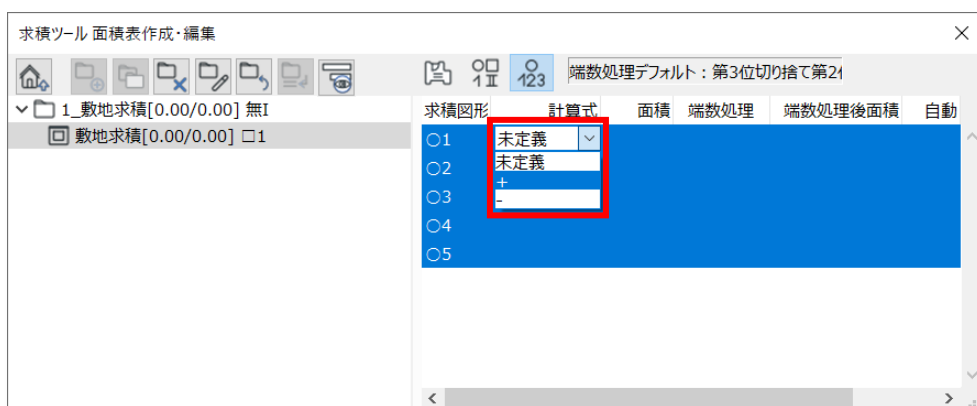 求積ツール 面積表作成・編集
123
端数処理デフォルト：第3位切り捨て第2
1_敷地求積[0.00/0.00] 無I
敷地求積[0.00/0.00] □1
求積図形 計算式 面積 端数処理 端数処理後面積 自動
○1 未定義
○2 未定義
+
○3 -
○4
○5